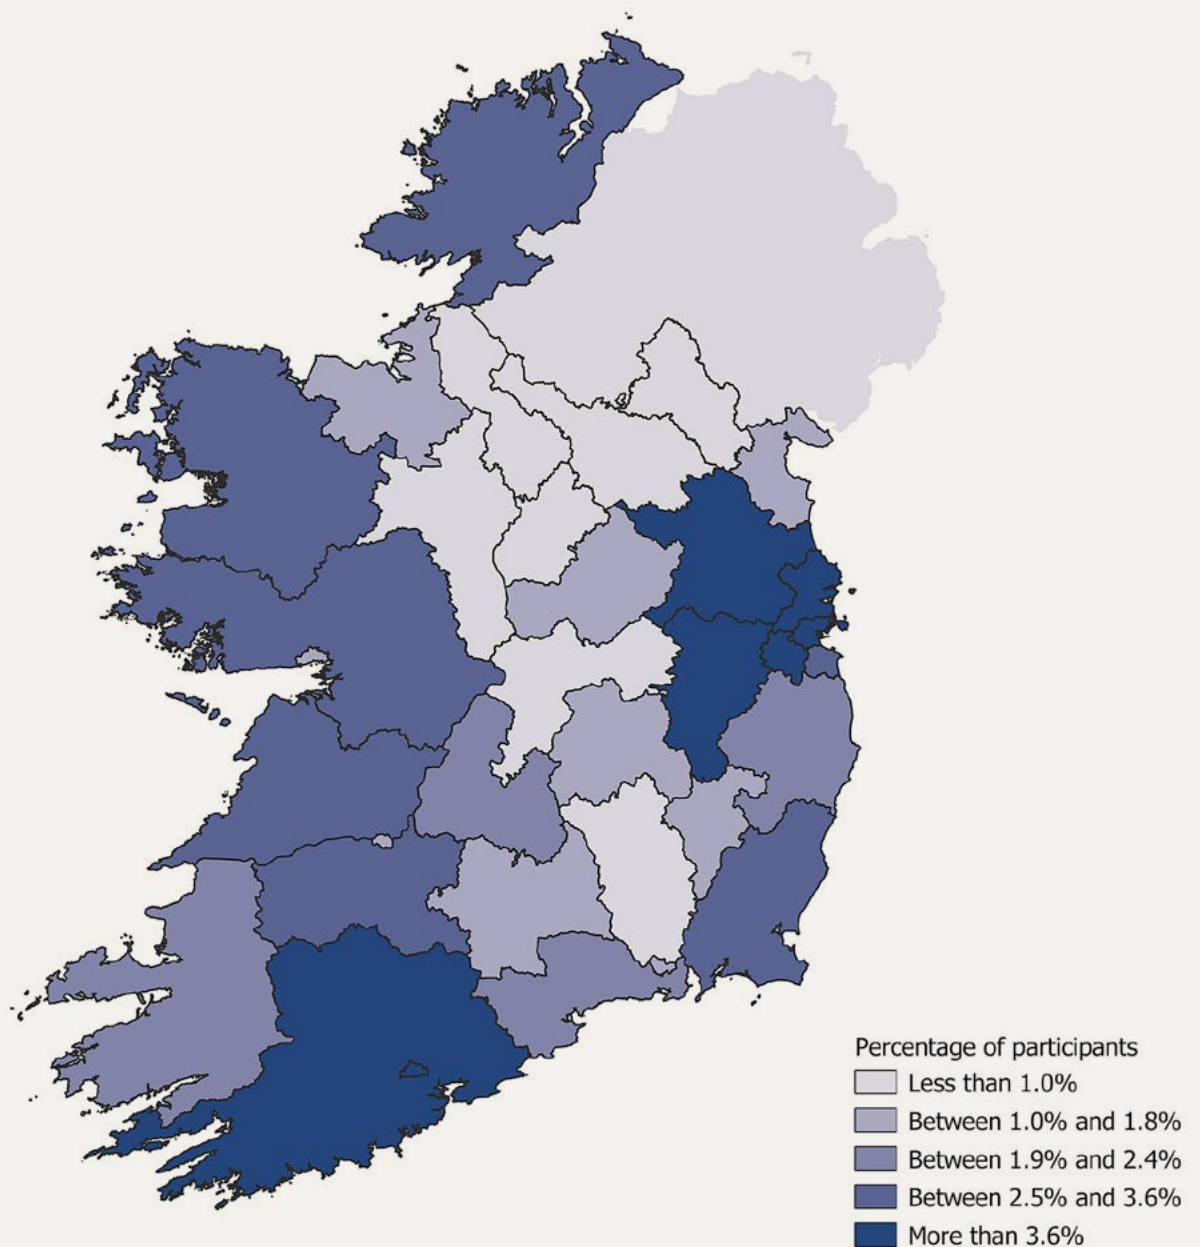 Percentage of participants
Less than 1.0%
Between 1.0% and 1.8%
Between 1.9% and 2.4%
Between 2.5% and 3.6%
More than 3.6%